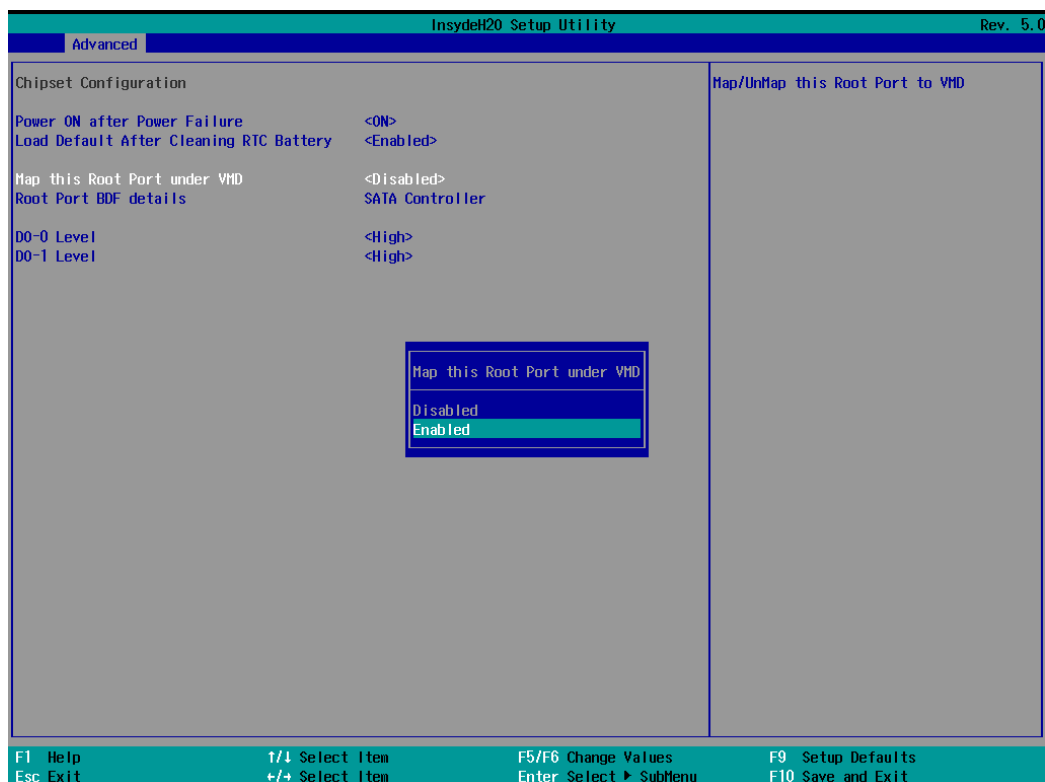 InsydeH20 Setup Utility Rev. 5.0
Advanced
Chipset Configuration
Map/UnMap this Root Port to VMD
Power ON after Power Failure <ON>
Load Default After Cleaning RTC Battery <Enabled>
Map this Root Port under VMD <Disabled>
Root Port BDF details SATA Controller
DO-0 Level <High>
DO-1 Level <High>
Map this Root Port under VMD
Disabled
Enabled
F1 Help ↑/↓ Select Item F5/F6 Change Values F9 Setup Defaults
Esc Exit ←/→ Select Item Enter Select ▶ SubMenu F10 Save and Exit